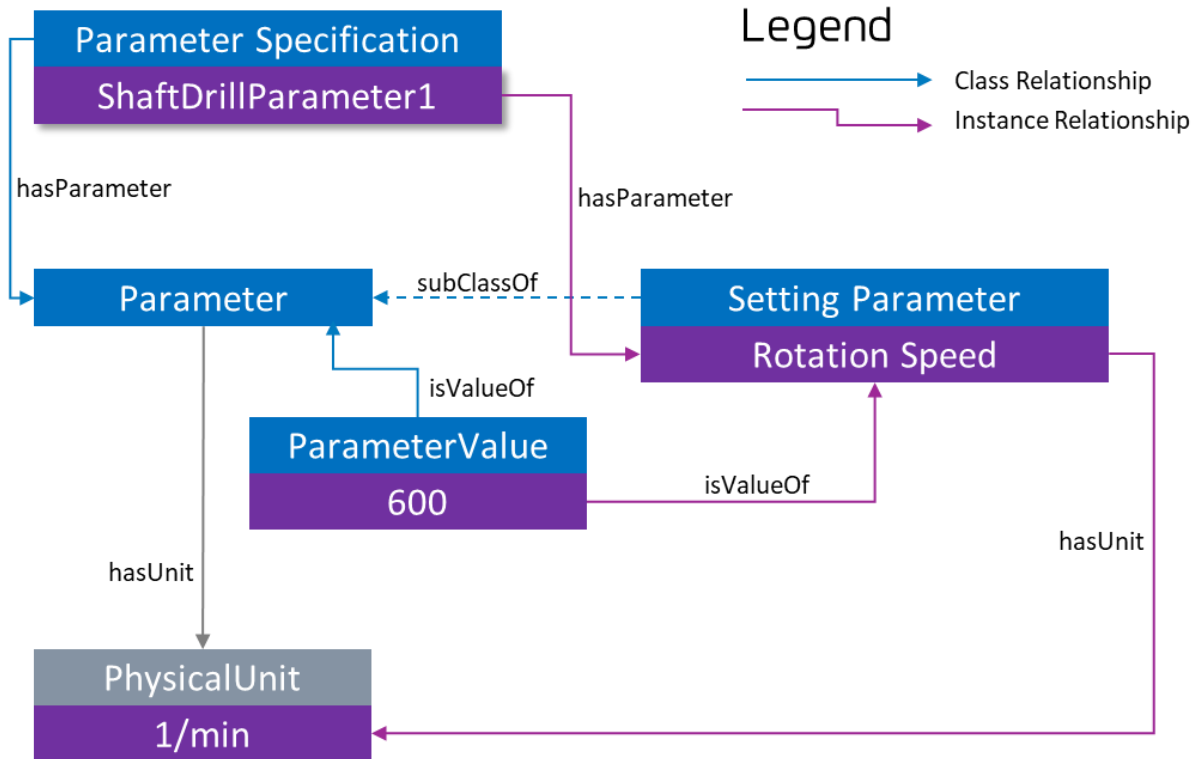 Parameter Specification
ShaftDrillParameter1
Legend
Class Relationship
Instance Relationship
hasParameter
hasParameter
Parameter
subClassOf
Setting Parameter
Rotation Speed
isValueOf
ParameterValue
600
isValueOf
hasUnit
hasUnit
PhysicalUnit
1/min